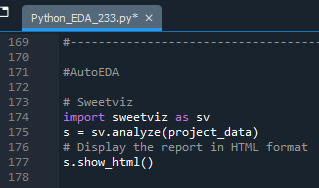 Python_EDA_233.py*
169 #-----------------------------------
170
171 #AutoEDA
172
173 # Sweetviz
174 import sweetviz as sv
175 s = sv.analyze(project_data)
176 # Display the report in HTML format
177 s.show_html()
178